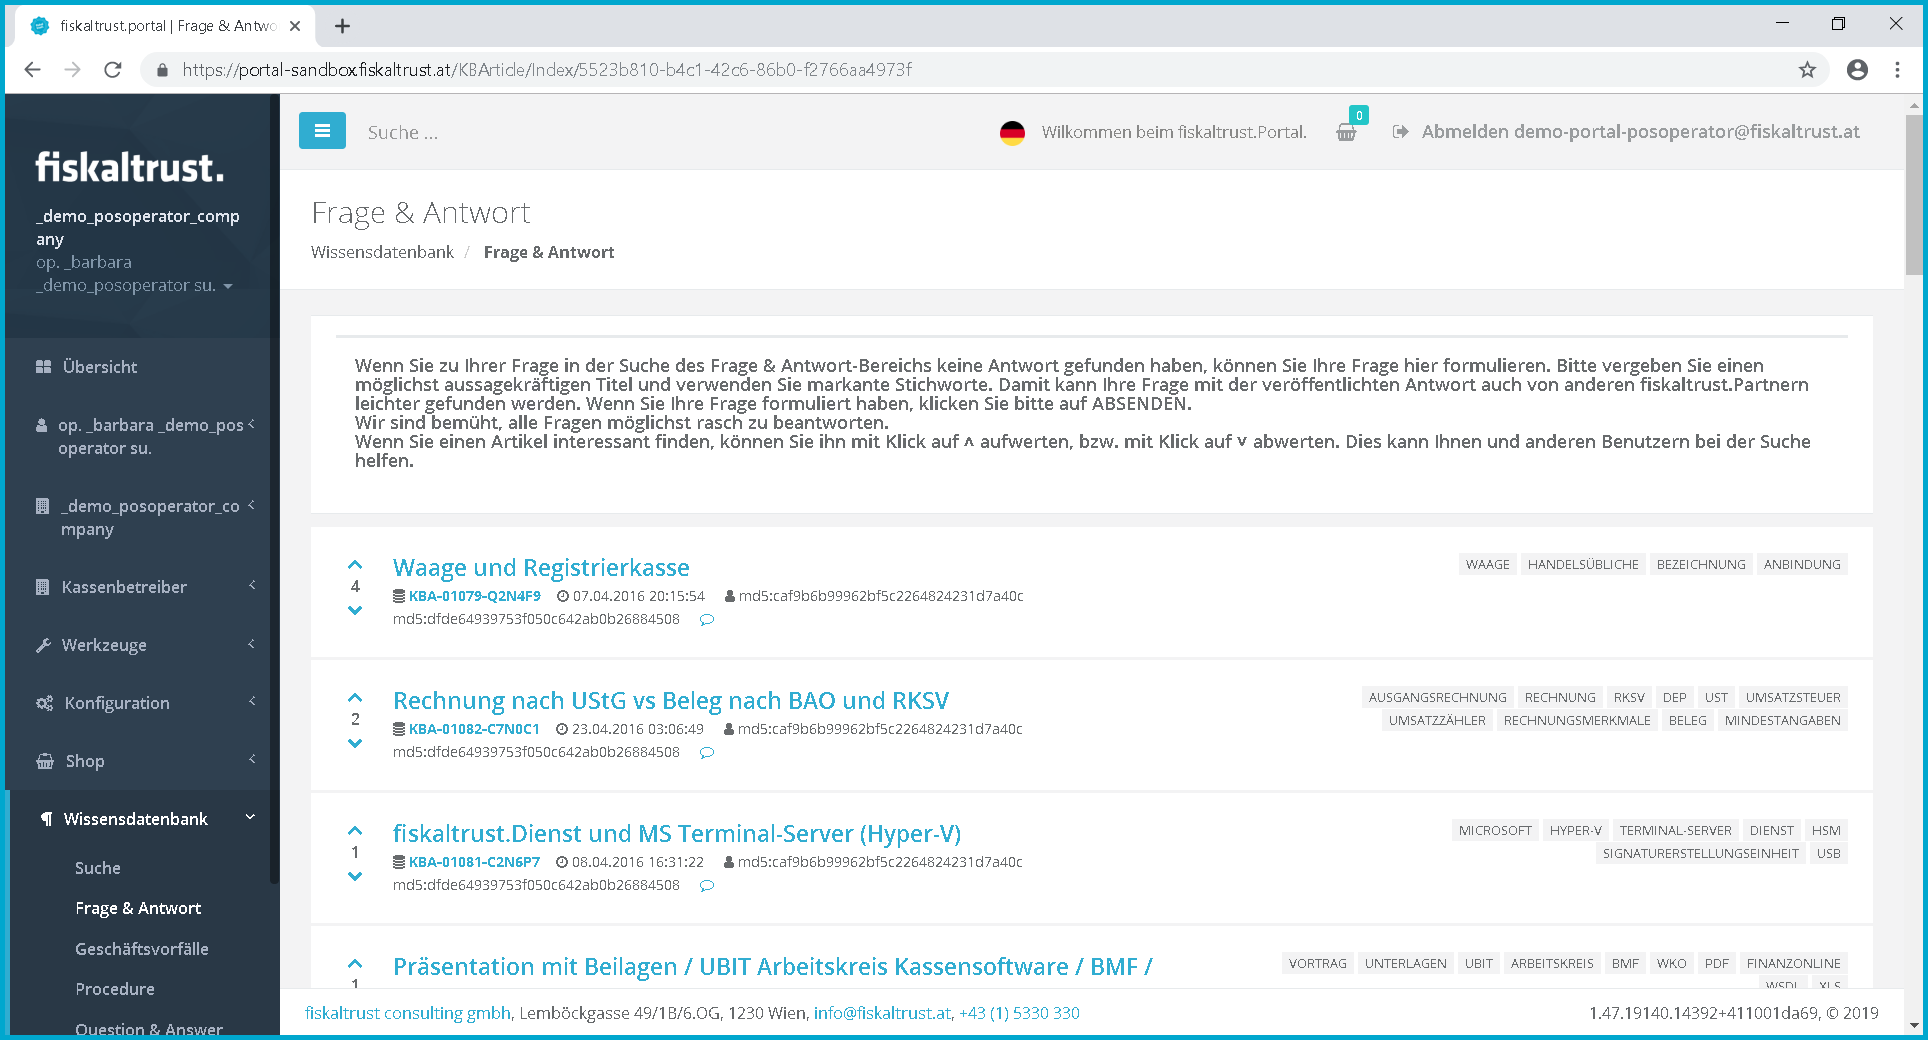 fiskaltrust.portal | Frage & Antwo
https://portal-sandbox.fiskaltrust.at/KBArticle/Index/5523b810-b4c1-42c6-86b0-f2766aa4973f
fiskaltrust.
_demo_posoperator_comp
any
op. _barbara
_demo_posoperator su.
Übersicht
op. _barbara _demo_pos
operator su.
_demo_posoperator_co
mpany
Kassenbetreiber
Werkzeuge
Konfiguration
Shop
Wissensdatenbank
Suche
Frage & Antwort
Geschäftsvorfälle
Procedure
Question & Answer
Suche ...
Wilkommen beim fiskaltrust.Portal.
0
Abmelden demo-portal-posoperator@fiskaltrust.at
Frage & Antwort
Wissensdatenbank / Frage & Antwort
Wenn Sie zu Ihrer Frage in der Suche des Frage & Antwort-Bereichs keine Antwort gefunden haben, können Sie Ihre Frage hier formulieren. Bitte vergeben Sie einen
möglichst aussagekräftigen Titel und verwenden Sie markante Stichworte. Damit kann Ihre Frage mit der veröffentlichten Antwort auch von anderen fiskaltrust.Partnern
leichter gefunden werden. Wenn Sie Ihre Frage formuliert haben, klicken Sie bitte auf ABSENDEN.
Wir sind bemüht, alle Fragen möglichst rasch zu beantworten.
Wenn Sie einen Artikel interessant finden, können Sie ihn mit Klick auf ^ aufwerten, bzw. mit Klick auf v abwerten. Dies kann Ihnen und anderen Benutzern bei der Suche
helfen.
4
Waage und Registrierkasse
KBA-01079-Q2N4F9 07.04.2016 20:15:54 md5:caf9b6b99962bf5c2264824231d7a40c
md5:dfde64939753f050c642ab0b26884508
WAAGE HANDELSÜBLICHE BEZEICHNUNG ANBINDUNG
2
Rechnung nach UStG vs Beleg nach BAO und RKSV
KBA-01082-C7N0C1 23.04.2016 03:06:49 md5:caf9b6b99962bf5c2264824231d7a40c
md5:dfde64939753f050c642ab0b26884508
AUSGANGSRECHNUNG RECHNUNG RKSV DEP UST UMSATZSTEUER
UMSATZZÄHLER RECHNUNGSMERKMALE BELEG MINDESTANGABEN
1
fiskaltrust.Dienst und MS Terminal-Server (Hyper-V)
KBA-01081-C2N6P7 08.04.2016 16:31:22 md5:caf9b6b99962bf5c2264824231d7a40c
md5:dfde64939753f050c642ab0b26884508
MICROSOFT HYPER-V TERMINAL-SERVER DIENST HSM
SIGNATURERSTELLUNGSEINHEIT USB
1
Präsentation mit Beilagen / UBIT Arbeitskreis Kassensoftware / BMF /
VORTRAG UNTERLAGEN UBIT ARBEITSKREIS BMF WKO PDF FINANZONLINE
WSDL XLS
fiskaltrust consulting gmbh, Lemböckgasse 49/1B/6.OG, 1230 Wien, info@fiskaltrust.at, +43 (1) 5330 330
1.47.19140.14392+411001da69, © 2019